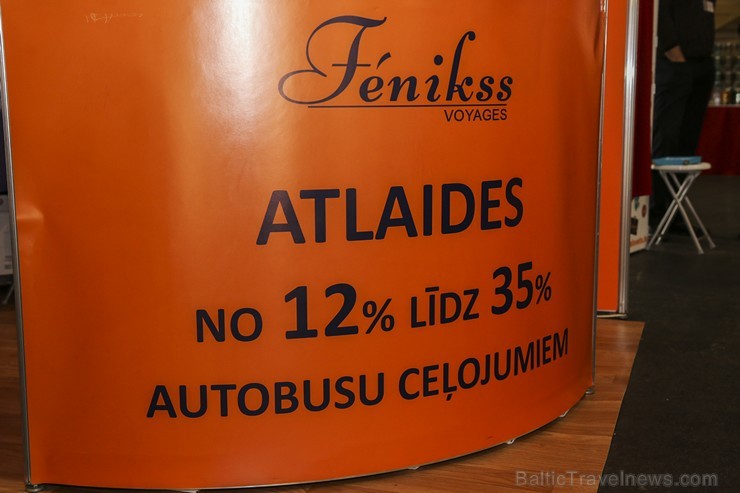 Fénikss
VOYAGES
ATLAIDES
NO 12% LĪDZ 35%
AUTOBUSU CEĻOJUMIEM
BalticTravelnews.com